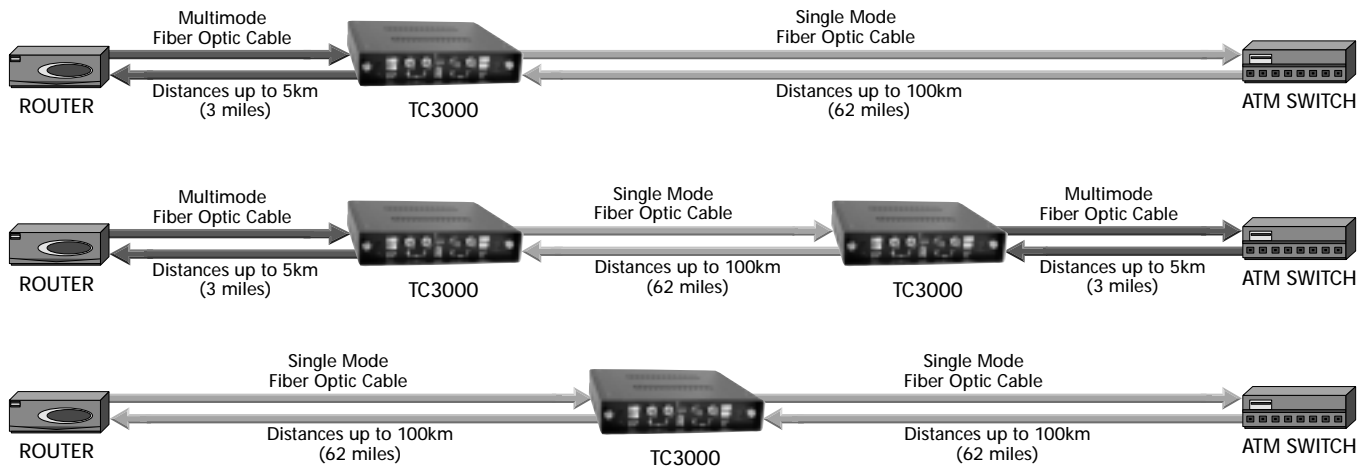 Multimode
Fiber Optic Cable
Single Mode
Fiber Optic Cable
Distances up to 5km
(3 miles)
Distances up to 100km
(62 miles)
ROUTER
TC3000
ATM SWITCH
Multimode
Fiber Optic Cable
Single Mode
Fiber Optic Cable
Multimode
Fiber Optic Cable
Distances up to 5km
(3 miles)
Distances up to 100km
(62 miles)
Distances up to 5km
(3 miles)
ROUTER
TC3000
TC3000
ATM SWITCH
Single Mode
Fiber Optic Cable
Single Mode
Fiber Optic Cable
Distances up to 100km
(62 miles)
Distances up to 100km
(62 miles)
ROUTER
TC3000
ATM SWITCH